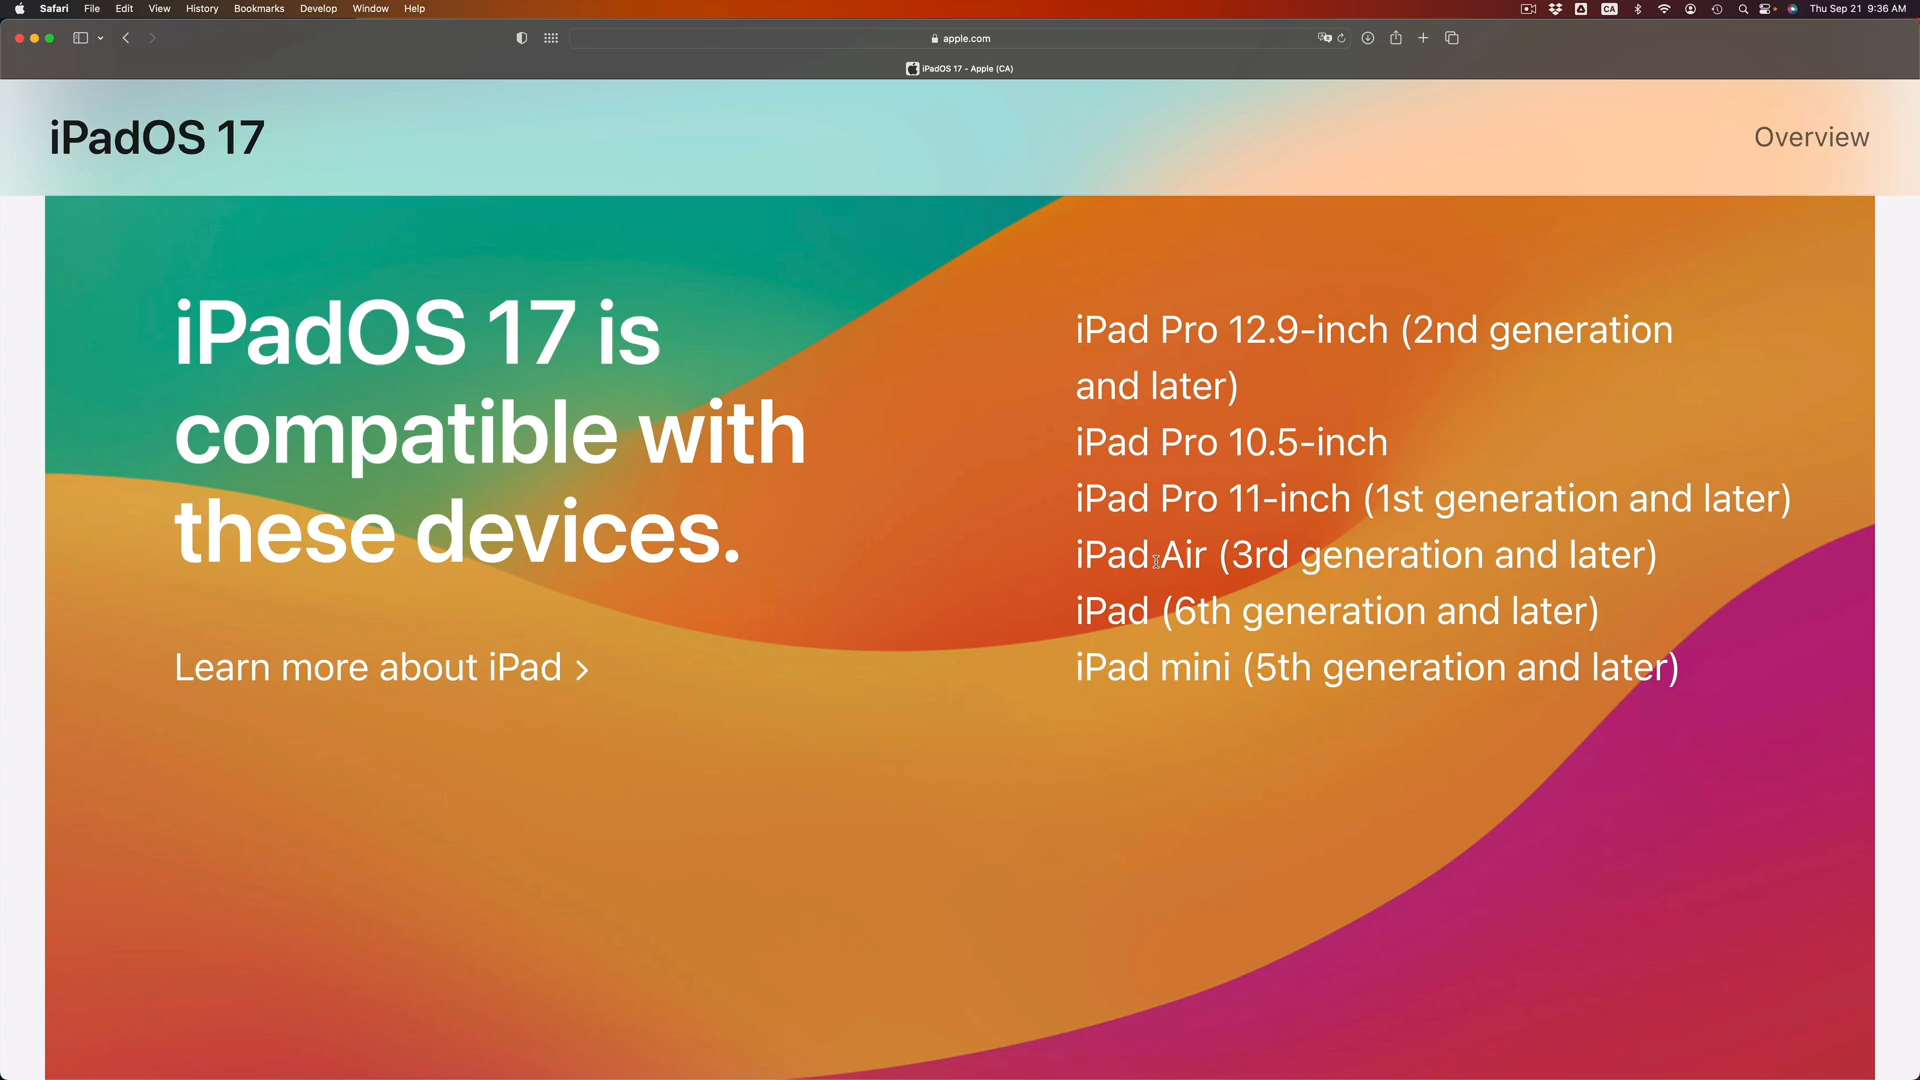 Safari File Edit View History Bookmarks Develop Window Help CA Thu Sep 21 9:36 AM
apple.com
iPadOS 17 - Apple (CA)
iPadOS 17
Overview
iPadOS 17 is
compatible with
these devices.
Learn more about iPad >
iPad Pro 12.9-inch (2nd generation
and later)
iPad Pro 10.5-inch
iPad Pro 11-inch (1st generation and later)
iPad Air (3rd generation and later)
iPad (6th generation and later)
iPad mini (5th generation and later)